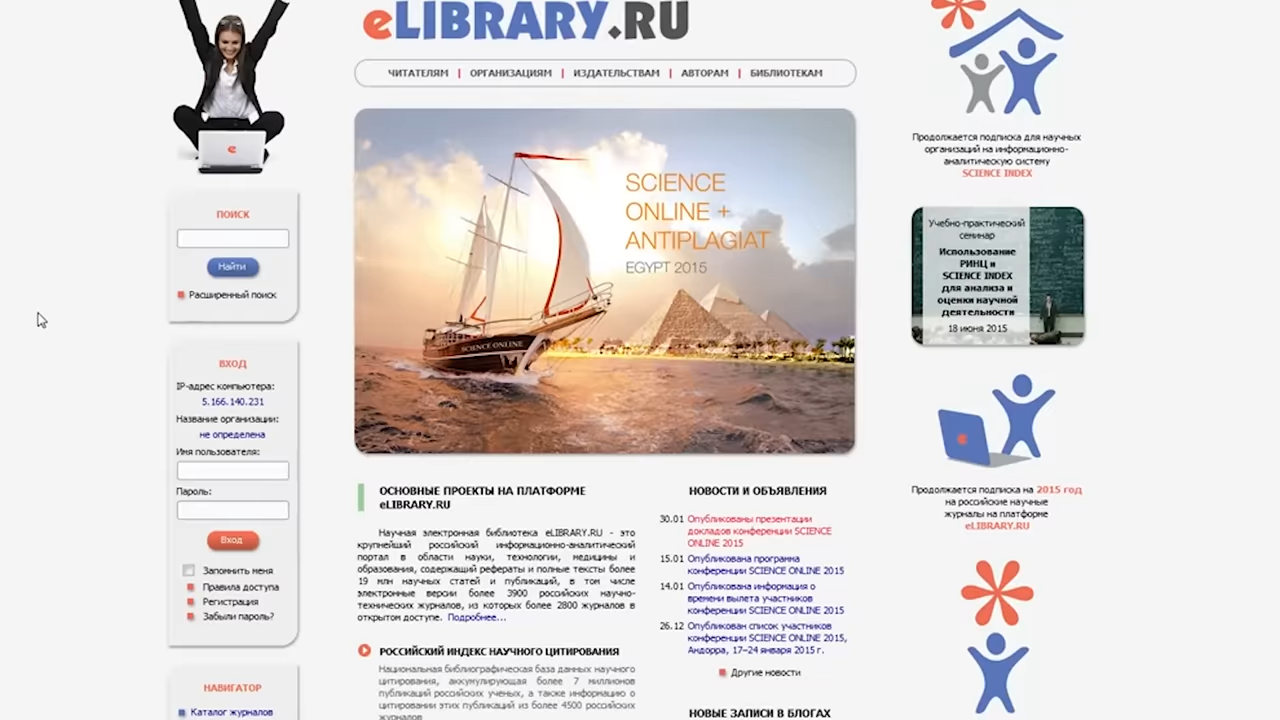 eLIBRARY.RU
ЧИТАТЕЛЯМ | ОРГАНИЗАЦИЯМ | ИЗДАТЕЛЬСТВАМ | АВТОРАМ | БИБЛИОТЕКАМ
e
ПОИСК
Найти
Расширенный поиск
ВХОД
IP-адрес компьютера:
5.166.140.231
Название организации:
не определена
Имя пользователя:
Пароль:
Вход
Запомнить меня
Правила доступа
Регистрация
Забыли пароль?
НАВИГАТОР
Каталог журналов
SCIENCE
ONLINE +
ANTIPLAGIAT
EGYPT 2015
SCIENCE ONLINE
ОСНОВНЫЕ ПРОЕКТЫ НА ПЛАТФОРМЕ
eLIBRARY.RU
Научная электронная библиотека eLIBRARY.RU - это
крупнейший российский информационно-аналитический
портал в области науки, технологии, медицины и
образования, содержащий рефераты и полные тексты более
19 млн научных статей и публикаций, в том числе
электронные версии более 3900 российских научно-
технических журналов, из которых более 2800 журналов в
открытом доступе. Подробнее...
РОССИЙСКИЙ ИНДЕКС НАУЧНОГО ЦИТИРОВАНИЯ
Национальная библиографическая база данных научного
цитирования, аккумулирующая более 7 миллионов
публикаций российских ученых, а также информацию о
цитировании этих публикаций из более 4500 российских
журналов
НОВОСТИ И ОБЪЯВЛЕНИЯ
30.01 Опубликованы презентации
докладов конференции SCIENCE
ONLINE 2015
15.01 Опубликована программа
конференции SCIENCE ONLINE 2015
14.01 Опубликована информация о
времени вылета участников
конференции SCIENCE ONLINE 2015
26.12 Опубликован список участников
конференции SCIENCE ONLINE 2015,
Андорра, 17-24 января 2015 г.
Другие новости
НОВЫЕ ЗАПИСИ В БЛОГАХ
Продолжается подписка для научных
организаций на информационно-
аналитическую систему
SCIENCE INDEX
Учебно-практический
семинар
Использование
РИНЦ и
SCIENCE INDEX
для анализа и
оценки научной
деятельности
18 июня 2015
e
Продолжается подписка на 2015 год
на российские научные
журналы на платформе
eLIBRARY.RU